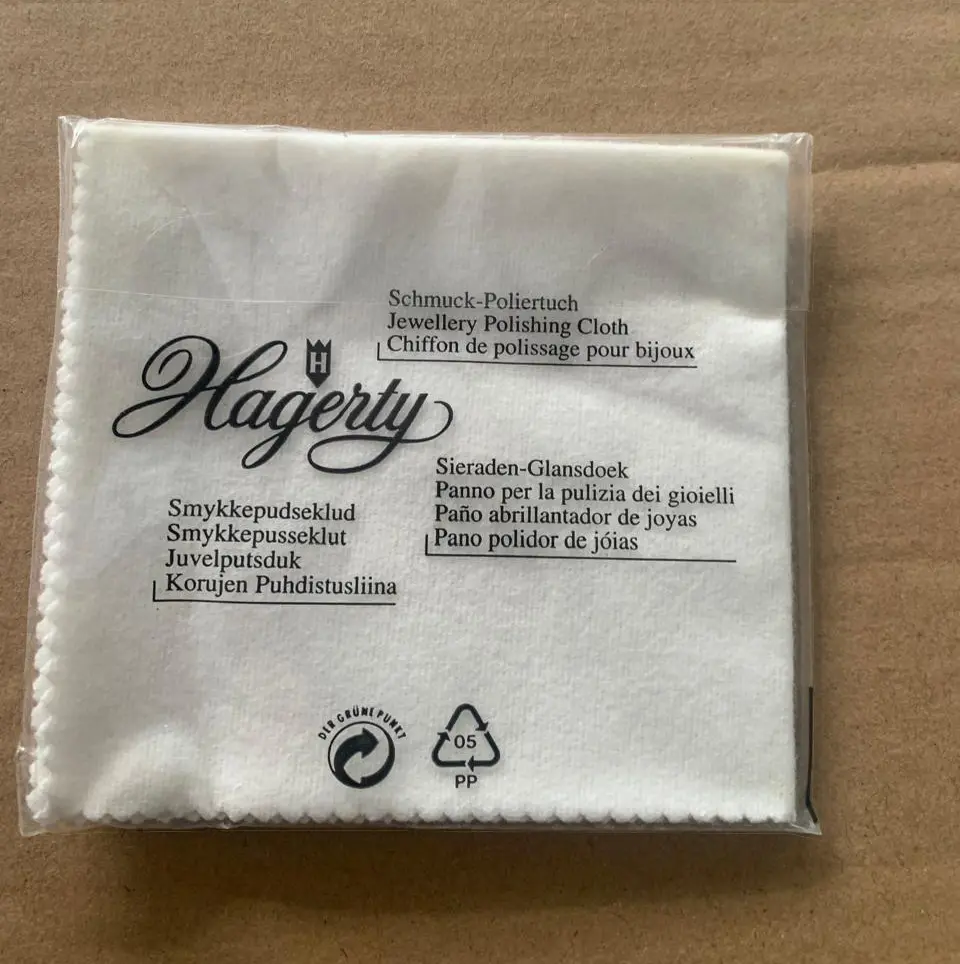 Schmuck-Poliertuch
Jewellery Polishing Cloth
Chiffon de polissage pour bijoux
H
Hagerty
Sieraden-Glansdoek
Panno per la pulizia dei gioielli
Paño abrillantador de joyas
Pano polidor de jóias
Smykkepudseklud
Smykkepusseklut
Juvelputsduk
Korujen Puhdistusliina
DER GRÜNE PUNKT
05
PP